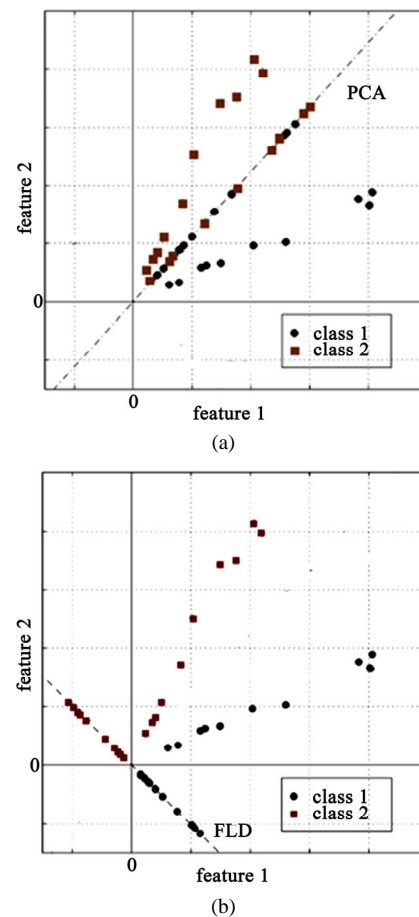 PCA
feature 2
0
class 1
class 2
0
feature 1
(a)
feature 2
0
FLD
class 1
class 2
0
feature 1
(b)